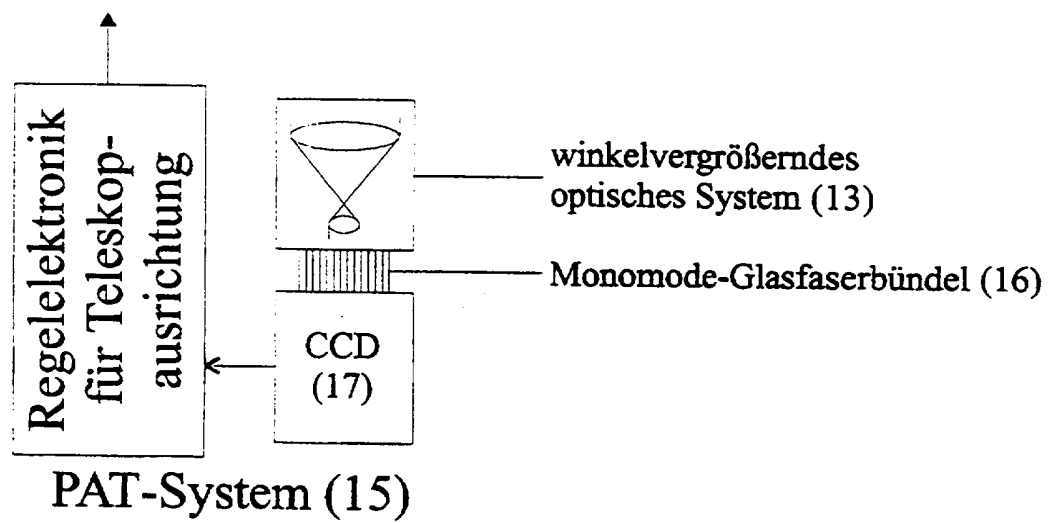 Regelelektronik
für Teleskop-
ausrichtung
winkelvergrößerndes
optisches System (13)
Monomode-Glasfaserbündel (16)
CCD
(17)
PAT-System (15)